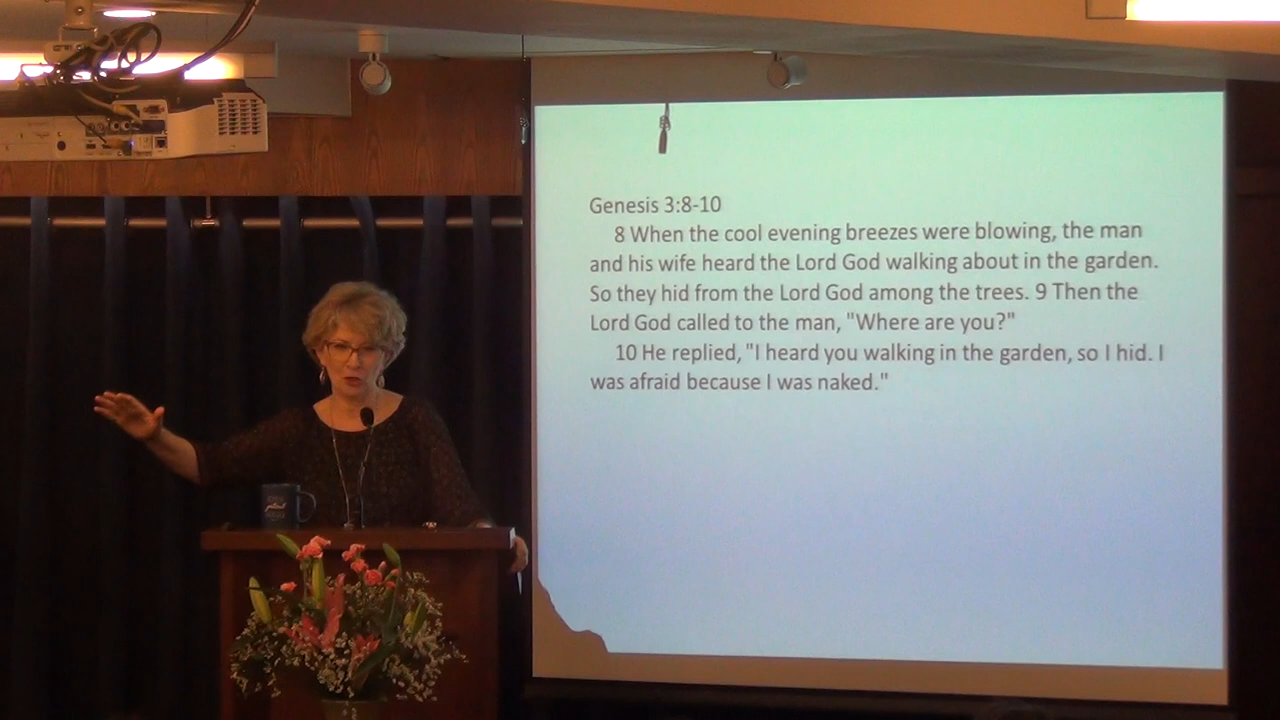 Genesis 3:8-10
8 When the cool evening breezes were blowing, the man
and his wife heard the Lord God walking about in the garden.
So they hid from the Lord God among the trees. 9 Then the
Lord God called to the man, "Where are you?"
10 He replied, "I heard you walking in the garden, so I hid. I
was afraid because I was naked."